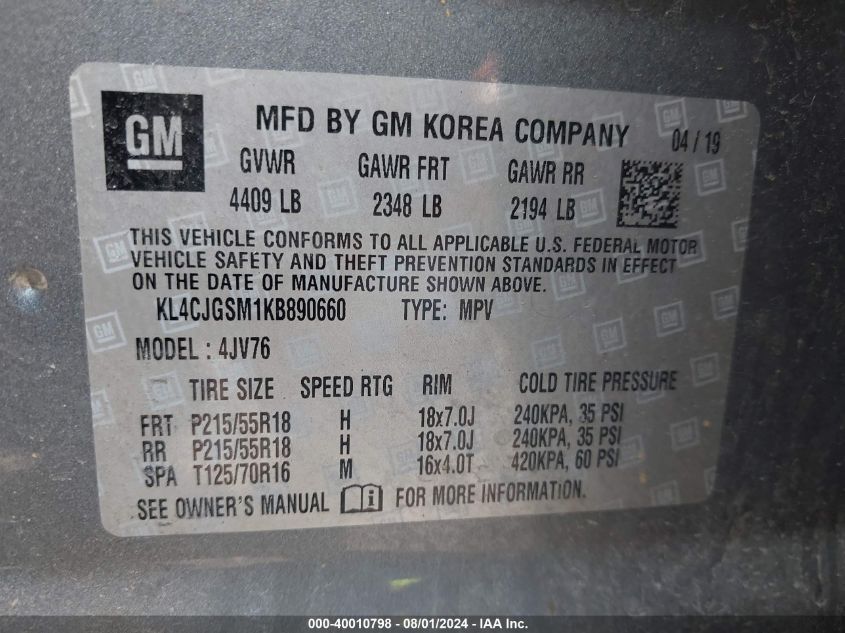 GM
MFD BY GM KOREA COMPANY 04 / 19
GVWR GAWR FRT GAWR RR
4409 LB 2348 LB 2194 LB
THIS VEHICLE CONFORMS TO ALL APPLICABLE U.S. FEDERAL MOTOR
VEHICLE SAFETY AND THEFT PREVENTION STANDARDS IN EFFECT
ON THE DATE OF MANUFACTURE SHOWN ABOVE.
KL4CJGSM1KB890660 TYPE: MPV
MODEL : 4JV76
TIRE SIZE SPEED RTG RIM COLD TIRE PRESSURE
FRT P215/55R18 H 18x7.0J 240KPA, 35 PSI
RR P215/55R18 H 18x7.0J 240KPA, 35 PSI
SPA T125/70R16 M 16x4.0T 420KPA, 60 PSI
SEE OWNER'S MANUAL FOR MORE INFORMATION.
000-40010798 - 08/01/2024 - IAA Inc.